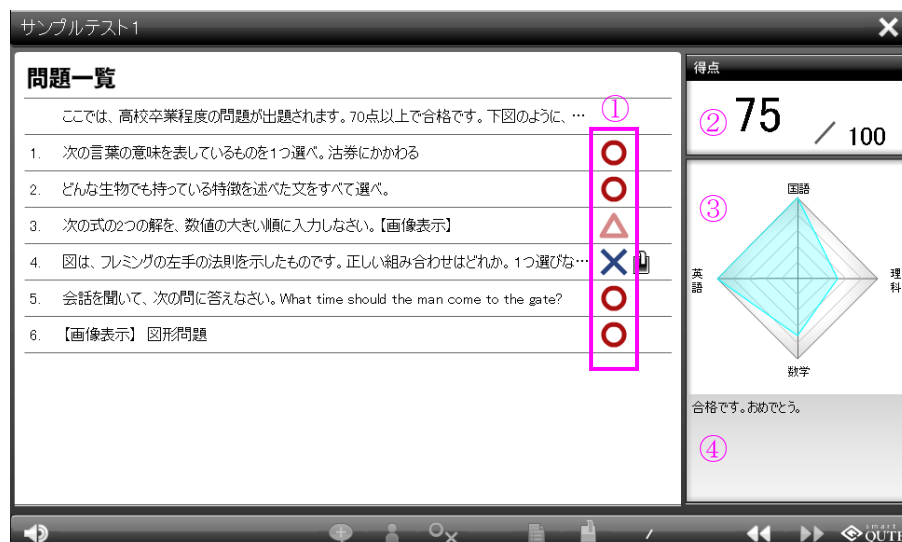 サンプルテスト1
問題一覧
ここでは、高校卒業程度の問題が出題されます。70点以上で合格です。下図のように、…
①
1. 次の言葉の意味を表しているものを1つ選べ。沽券にかかわる
2. どんな生物でも持っている特徴を述べた文をすべて選べ。
3. 次の式の2つの解を、数値の大きい順に入力しなさい。【画像表示】
4. 図は、フレミングの左手の法則を示したものです。正しい組み合わせはどれか。1つ選びな…
5. 会話を聞いて、次の問に答えなさい。What time should the man come to the gate?
6. 【画像表示】 図形問題
得点
② 75 / 100
③
国語
英語
理科
数学
合格です。おめでとう。
④
/
smart